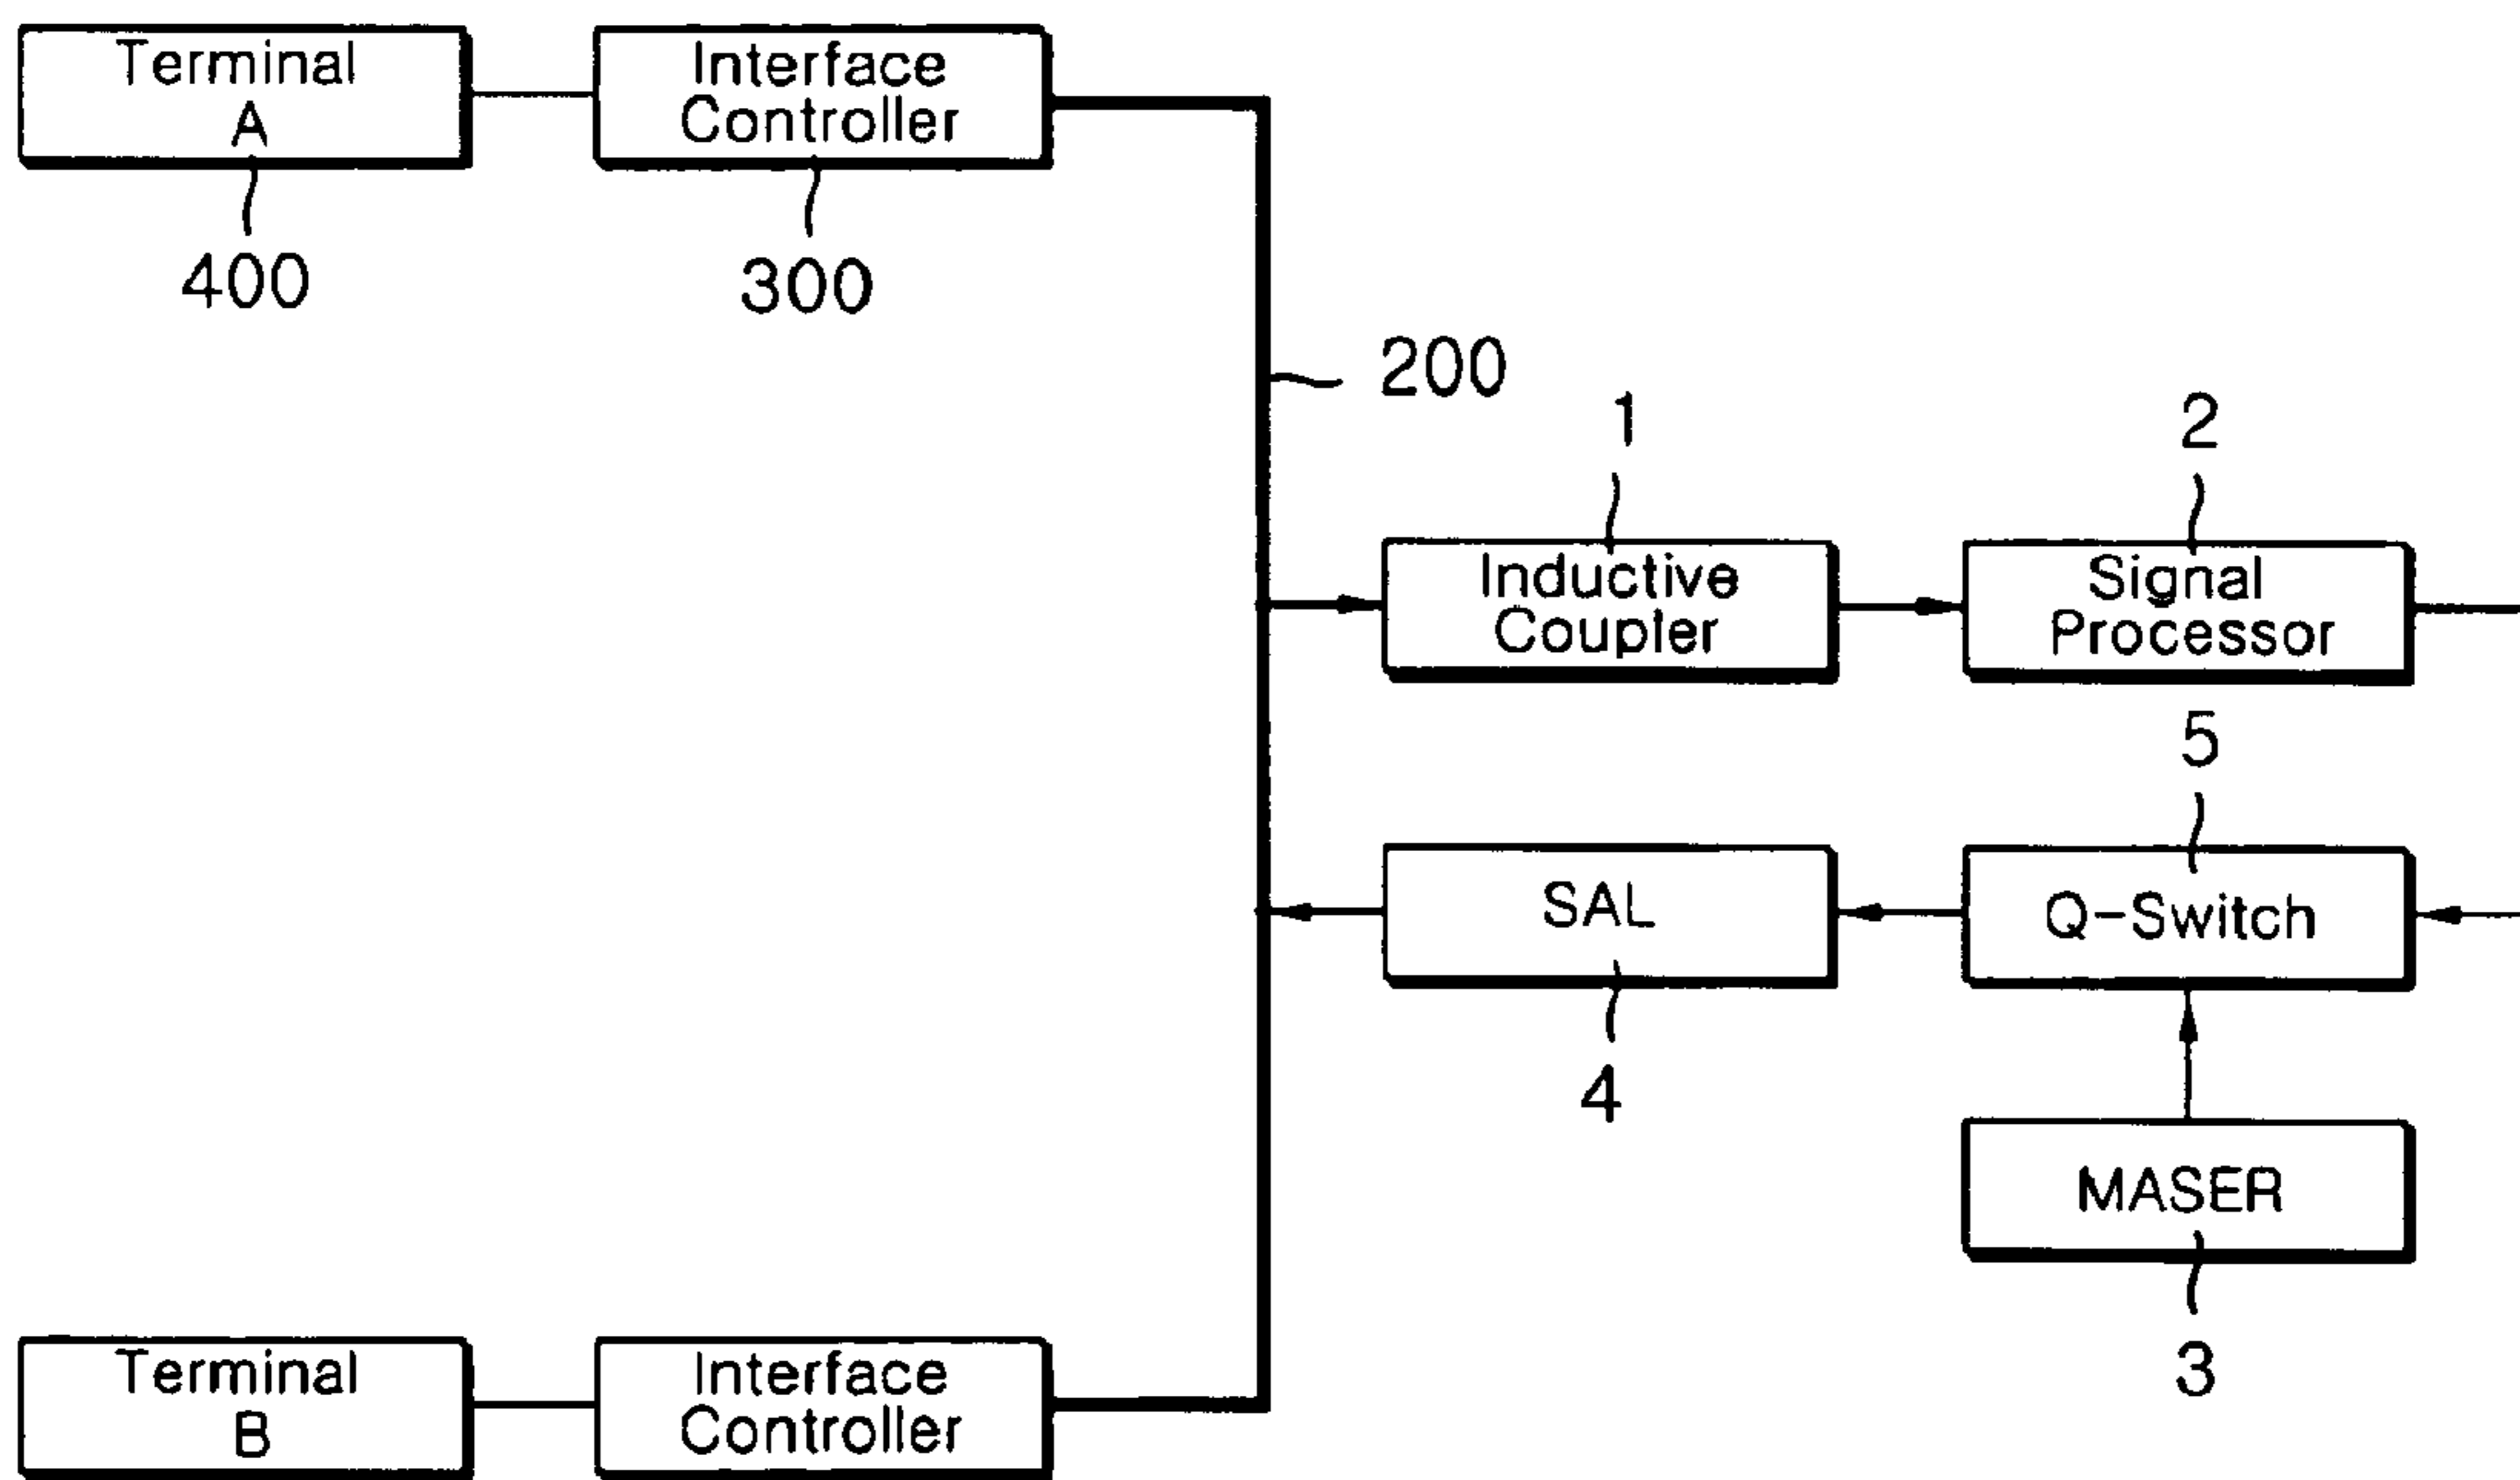 Terminal
A
Interface
Controller
400
300
200
1
2
Inductive
Coupler
Signal
Processor
5
SAL
Q-Switch
4
MASER
3
Terminal
B
Interface
Controller